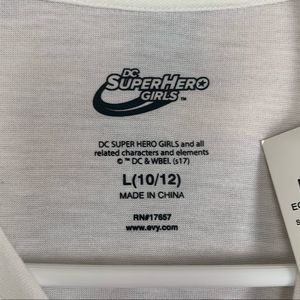 DC
SUPERHERO
GIRLS™
DC SUPER HERO GIRLS and all
related characters and elements
© ™ DC & WBEI. (s17)
L(10/12)
MADE IN CHINA
RN#17657
www.evy.com